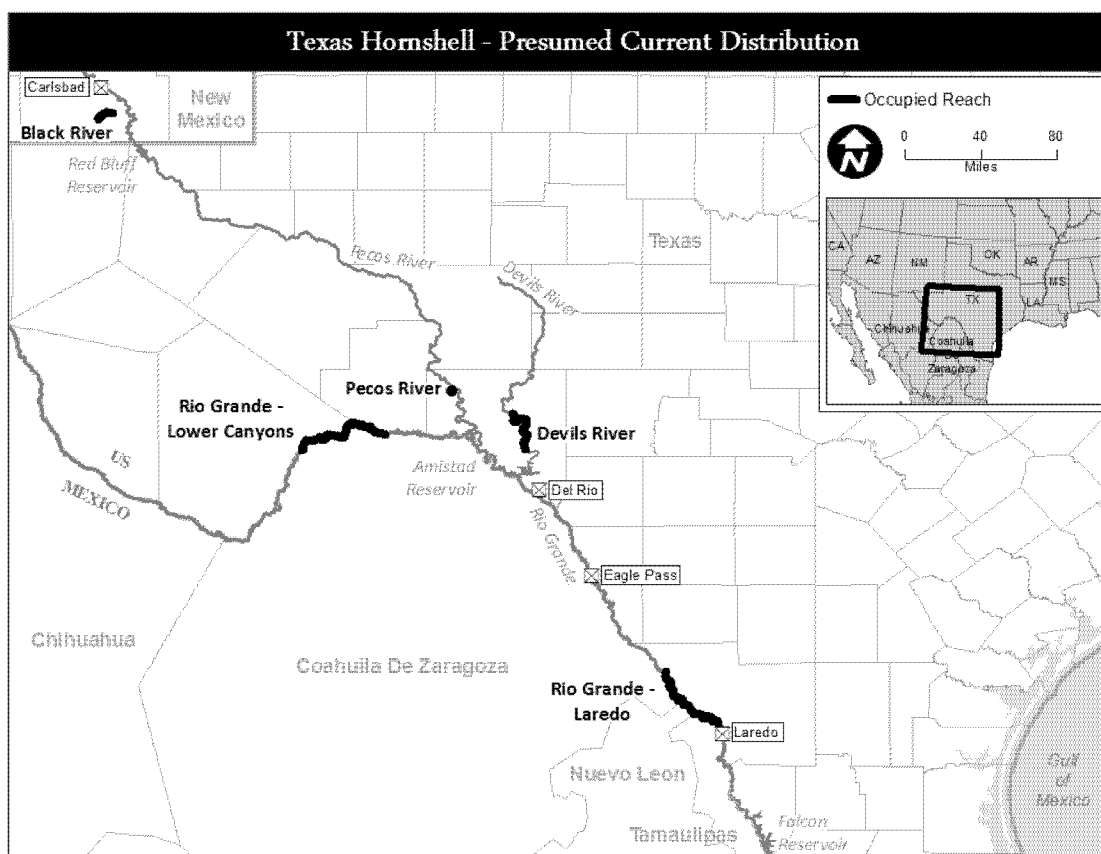 Texas Hornshell - Presumed Current Distribution
Carlsbad
New
Mexico
Black River
Red Bluff
Reservoir
Occupied Reach
N
0 40 80
Miles
CA
AZ
NM
OK
AR
MS
TX
LA
Chihuahua
Coahuila
De
Zaragoza
Texas
Pecos River
Devils River
Pecos River
Rio Grande -
Lower Canyons
Devils River
US
MEXICO
Amistad
Reservoir
Del Rio
Rio Grande
Eagle Pass
Chihuahua
Coahuila De Zaragoza
Rio Grande -
Laredo
Laredo
Nuevo Leon
Gulf
of
Mexico
Tamaulipas
Falcon
Reservoir